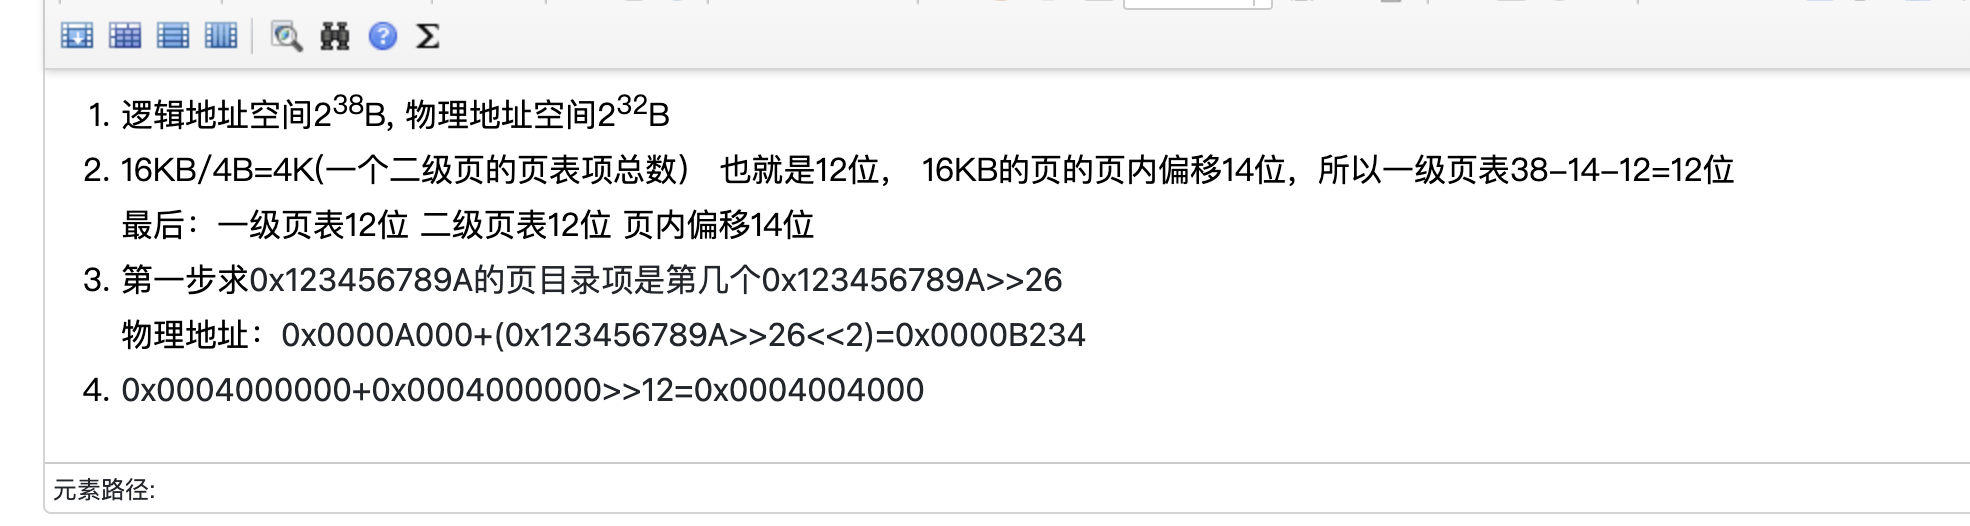 1. 逻辑地址空间2³⁸B, 物理地址空间2³²B
2. 16KB/4B=4K(一个二级页的页表项总数） 也就是12位， 16KB的页的页内偏移14位，所以一级页表38-14-12=12位
最后：一级页表12位 二级页表12位 页内偏移14位
3. 第一步求0x123456789A的页目录项是第几个0x123456789A>>26
物理地址：0x0000A000+(0x123456789A>>26<<2)=0x0000B234
4. 0x0004000000+0x0004000000>>12=0x0004004000
元素路径: